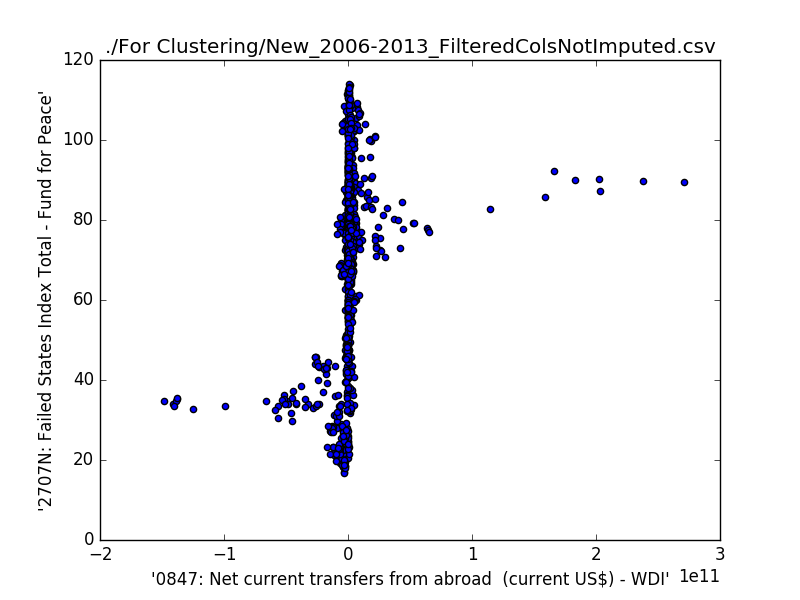 ./For Clustering/New_2006-2013_FilteredColsNotImputed.csv
120
100
80
60
40
20
0
'2707N: Failed States Index Total - Fund for Peace'
−2 −1 0 1 2 3
1e11
'0847: Net current transfers from abroad  (current US$) - WDI'